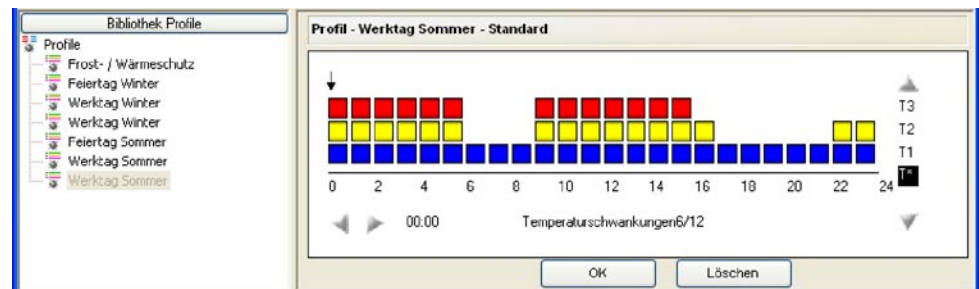 Bibliothek Profile
Profile
Frost- / Wärmeschutz
Feiertag Winter
Werktag Winter
Werktag Winter
Feiertag Sommer
Werktag Sommer
Werktag Sommer
Profil - Werktag Sommer - Standard
T3
T2
T1
T*
0 2 4 6 8 10 12 14 16 18 20 22 24
00:00 Temperaturschwankungen6/12
OK Löschen